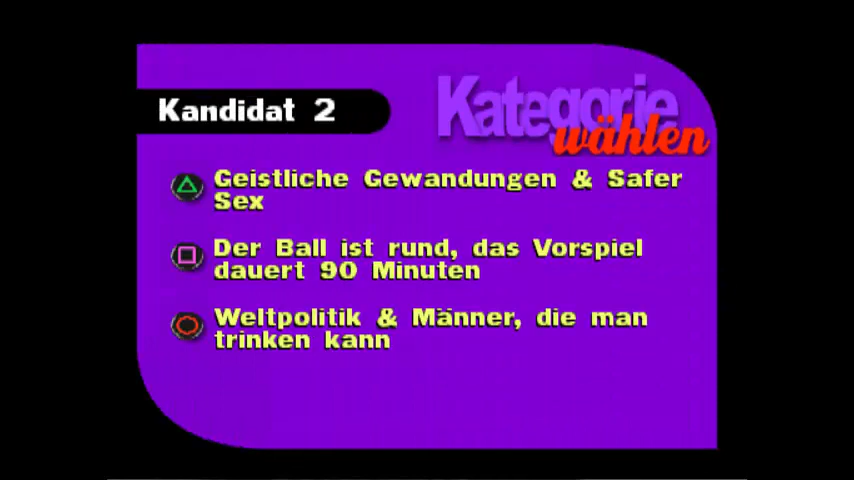 Kandidat 2
Kategorie
wählen
Geistliche Gewandungen & Safer
Sex
Der Ball ist rund, das Vorspiel
dauert 90 Minuten
Weltpolitik & Männer, die man
trinken kann